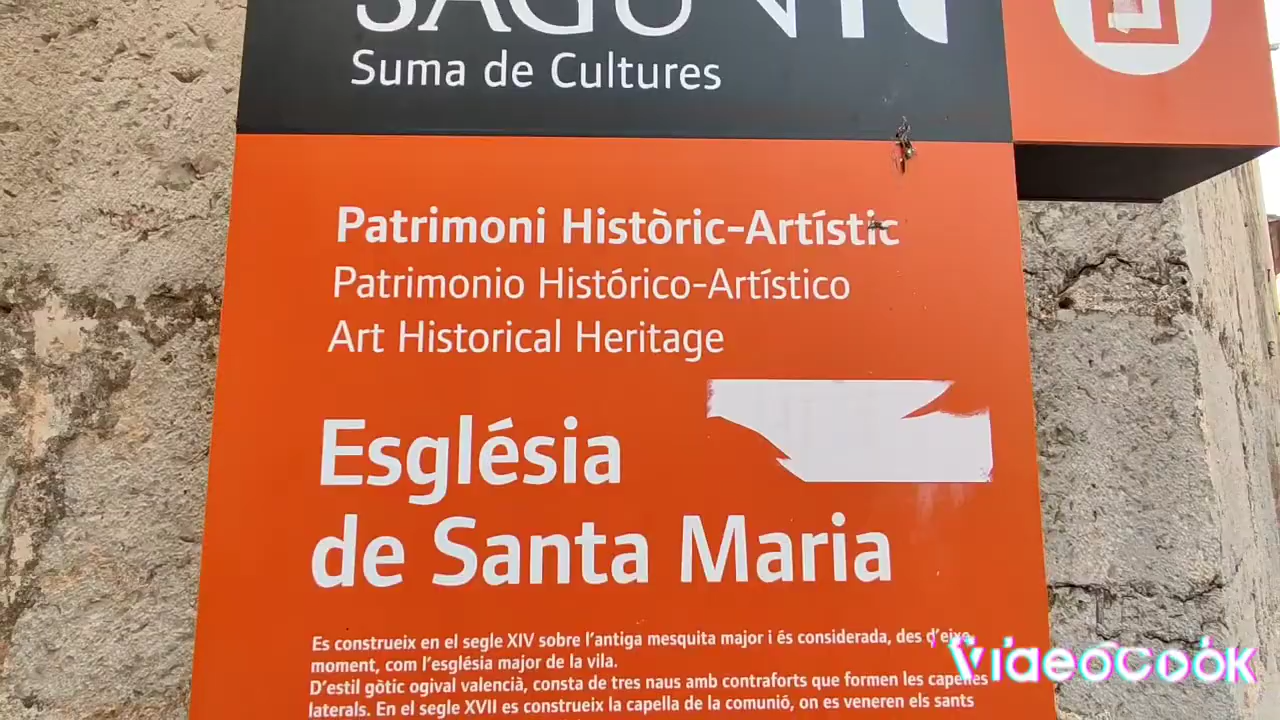 SAGUNT
Suma de Cultures
Patrimoni Històric-Artístic
Patrimonio Histórico-Artístico
Art Historical Heritage
Església
de Santa Maria
Es construeix en el segle XIV sobre l'antiga mesquita major i és considerada, des d'eixe
moment, com l'església major de la vila.
D'estil gòtic ogival valencià, consta de tres naus amb contraforts que formen les capelles
laterals. En el segle XVII es construeix la capella de la comunió, on es veneren els sants
VideoCook